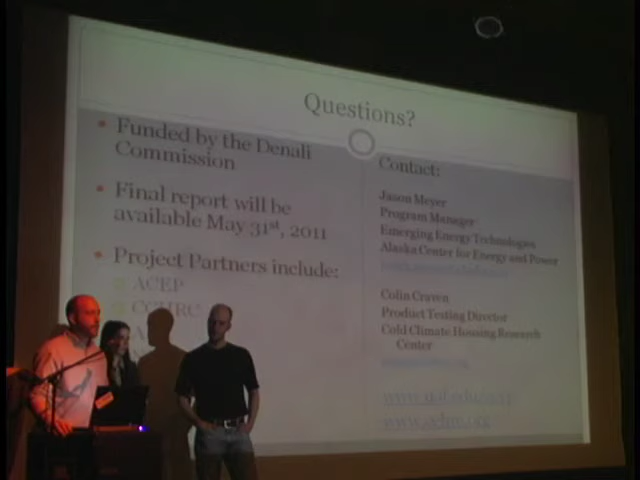 Questions?
Funded by the Denali
Commission
Final report will be
available May 31st, 2011
Project Partners include:
ACEP
CCHRC
Contact:
Jason Meyer
Program Manager
Emerging Energy Technologies
Alaska Center for Energy and Power
Colin Craven
Product Testing Director
Cold Climate Housing Research
Center